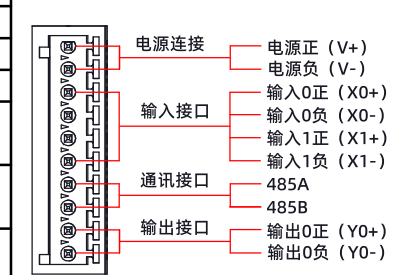 电源连接
电源正（V+）
电源负（V-）
输入接口
输入0正（X0+）
输入0负（X0-）
输入1正（X1+）
输入1负（X1-）
通讯接口
485A
485B
输出接口
输出0正（Y0+）
输出0负（Y0-）